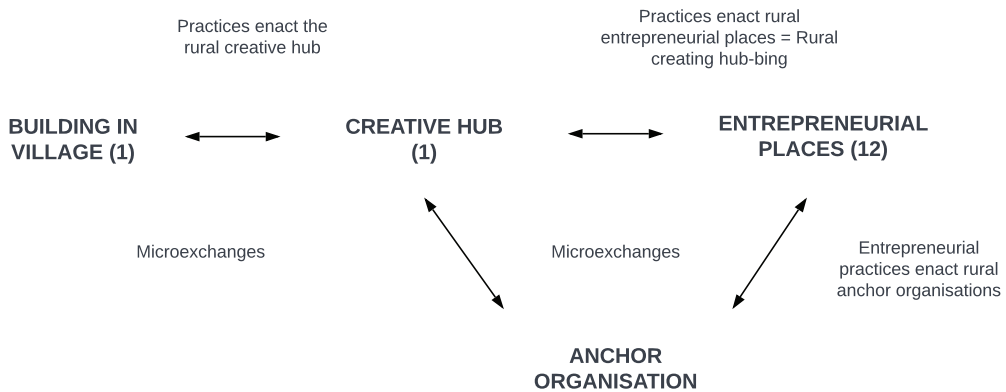 Practices enact the
rural creative hub
Practices enact rural
entrepreneurial places = Rural
creating hub-bing
BUILDING IN
VILLAGE (1)
CREATIVE HUB
(1)
ENTREPRENEURIAL
PLACES (12)
Microexchanges
Microexchanges
Entrepreneurial
practices enact rural
anchor organisations
ANCHOR
ORGANISATION